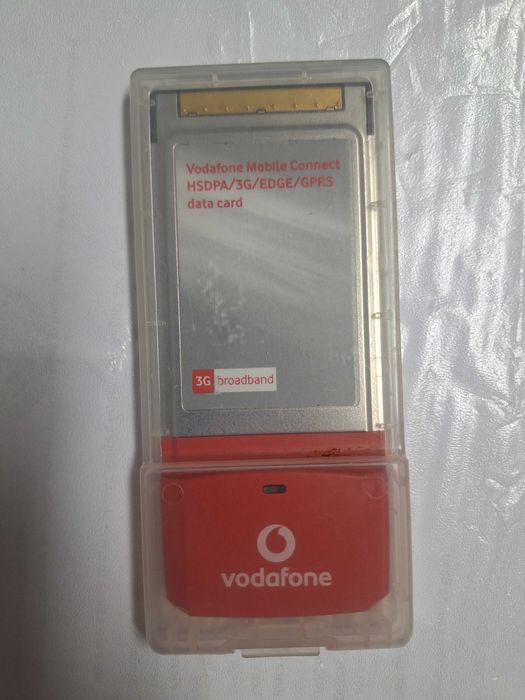 Vodafone Mobile Connect
HSDPA/3G/EDGE/GPRS
data card
3G broadband
vodafone